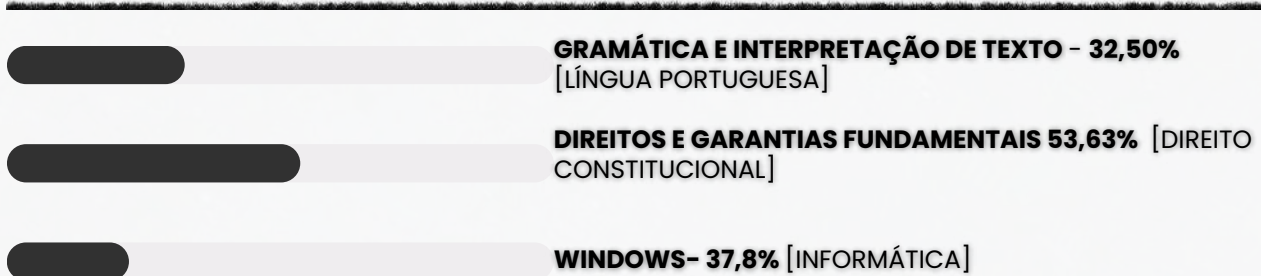 GRAMÁTICA E INTERPRETAÇÃO DE TEXTO - 32,50%
[LÍNGUA PORTUGUESA]
DIREITOS E GARANTIAS FUNDAMENTAIS 53,63% [DIREITO
CONSTITUCIONAL]
WINDOWS- 37,8% [INFORMÁTICA]